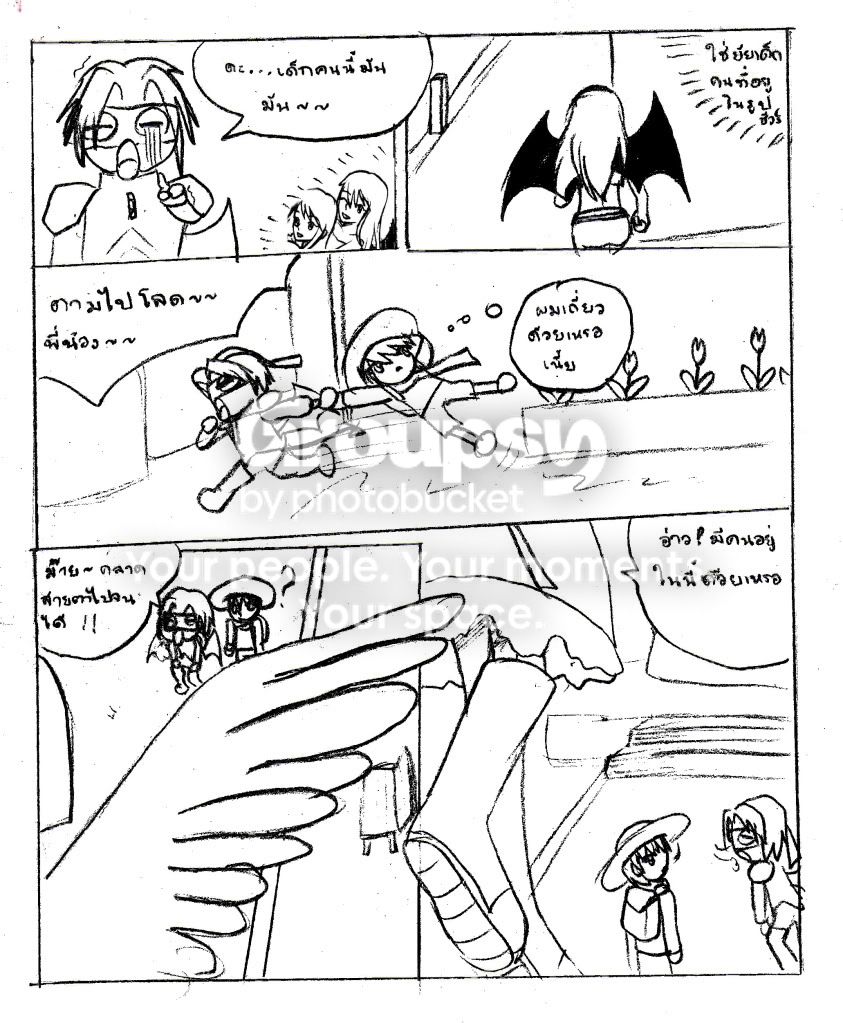 ดะ...เด็กคนนี้มัน
มัน~~
ใช่ยัยเด็ก
คนที่อยู่
ในรูป
ชัวร์
ตามไปโลด~~
พี่น้อง~~
ผมเกี่ยว
ด้วยเหรอ
เนี่ย
ม๊าย~คลาด
สายตาไปจน
ได้ !!
อ่าว? มีคนอยู่
ในนี้ด้วยเหรอ
?
Groupsy
by photobucket
Your people. Your moments.
Your space.